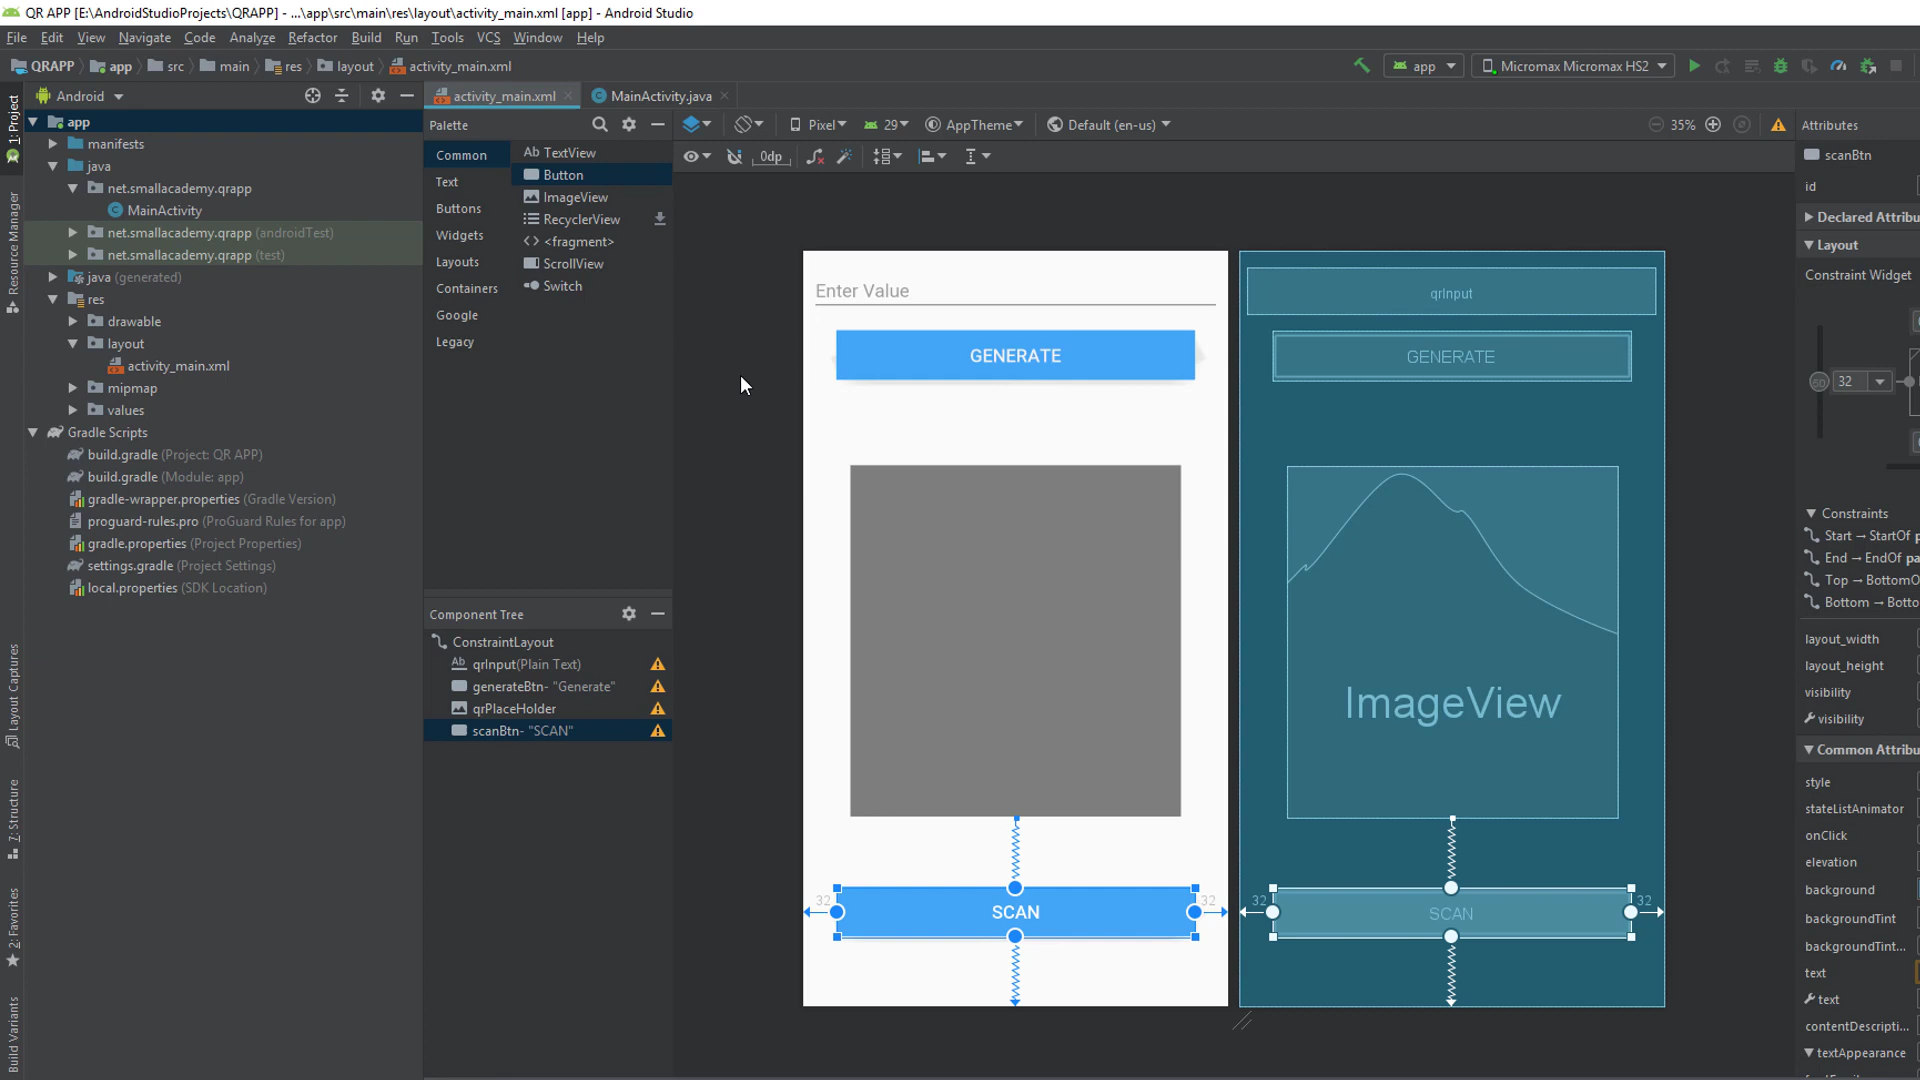 QR APP [E:\AndroidStudioProjects\QRAPP] - ...\app\src\main\res\layout\activity_main.xml [app] - Android Studio
File Edit View Navigate Code Analyze Refactor Build Run Tools VCS Window Help
QRAPP app src main res layout activity_main.xml
app Micromax Micromax HS2
Android
activity_main.xml MainActivity.java
1: Project
Resource Manager
Layout Captures
7: Structure
2: Favorites
Build Variants
app
manifests
java
net.smallacademy.qrapp
MainActivity
net.smallacademy.qrapp (androidTest)
net.smallacademy.qrapp (test)
java (generated)
res
drawable
layout
activity_main.xml
mipmap
values
Gradle Scripts
build.gradle (Project: QR APP)
build.gradle (Module: app)
gradle-wrapper.properties (Gradle Version)
proguard-rules.pro (ProGuard Rules for app)
gradle.properties (Project Properties)
settings.gradle (Project Settings)
local.properties (SDK Location)
Palette
Common
Text
Buttons
Widgets
Layouts
Containers
Google
Legacy
Ab TextView
Button
ImageView
RecyclerView
<fragment>
ScrollView
Switch
Component Tree
ConstraintLayout
Ab qrInput(Plain Text)
generateBtn- "Generate"
qrPlaceHolder
scanBtn- "SCAN"
Pixel 29 AppTheme Default (en-us) 35%
0dp
Enter Value
GENERATE
32 SCAN 32
qrInput
GENERATE
ImageView
32 SCAN 32
Attributes
scanBtn
id
Declared Attribu
Layout
Constraint Widget
32
Constraints
Start → StartOf p
End → EndOf pa
Top → BottomO
Bottom → Botto
layout_width
layout_height
visibility
visibility
Common Attribu
style
stateListAnimator
onClick
elevation
background
backgroundTint
backgroundTint...
text
text
contentDescripti...
textAppearance